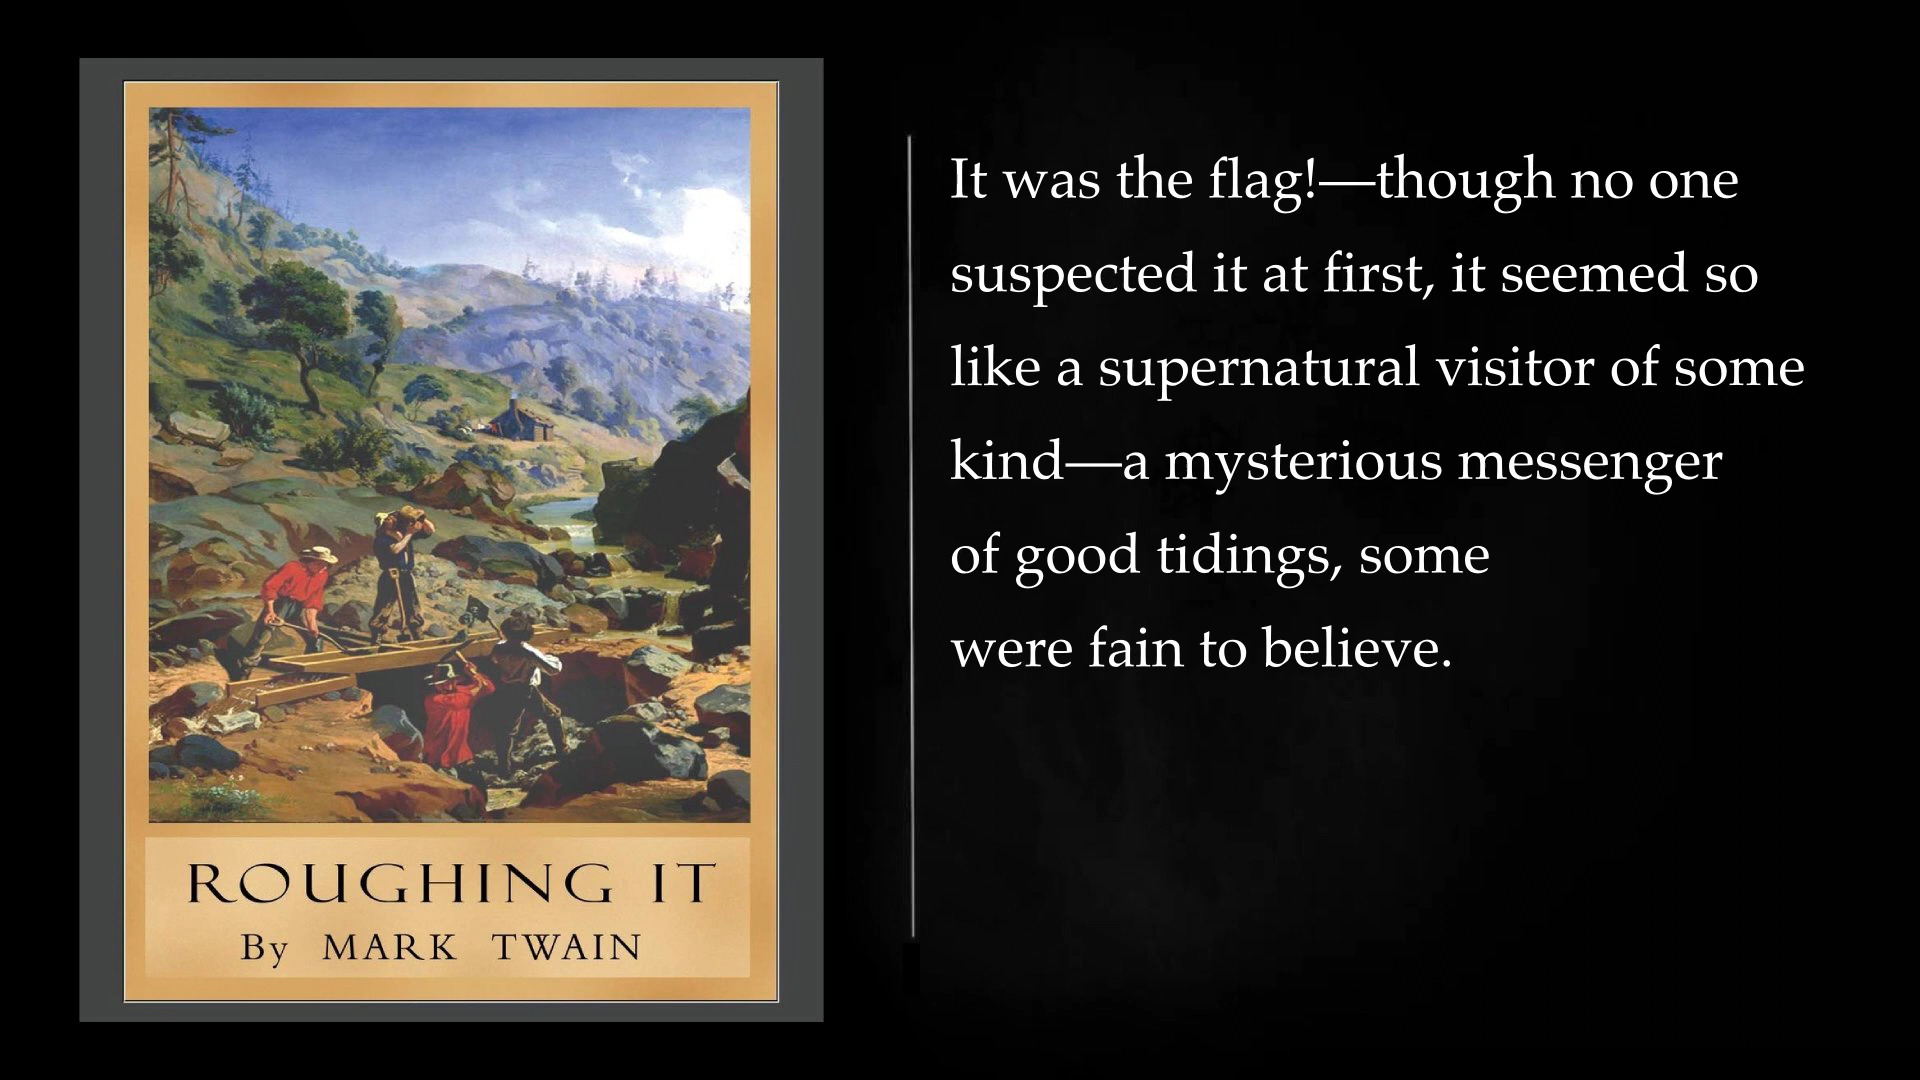 ROUGHING IT
By MARK TWAIN
It was the flag!—though no one
suspected it at first, it seemed so
like a supernatural visitor of some
kind—a mysterious messenger
of good tidings, some
were fain to believe.